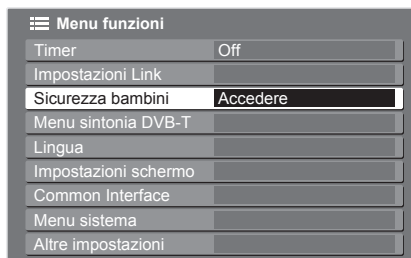 Menu funzioni
Timer Off
Impostazioni Link
Sicurezza bambini Accedere
Menu sintonia DVB-T
Lingua
Impostazioni schermo
Common Interface
Menu sistema
Altre impostazioni